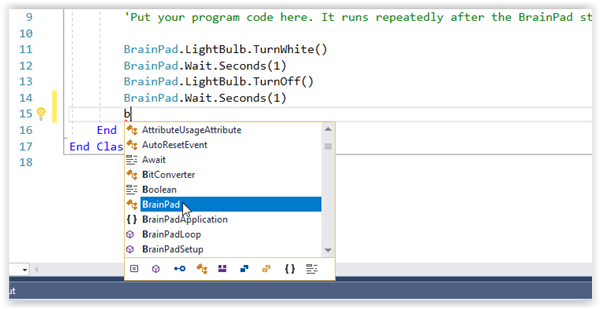 9 'Put your program code here. It runs repeatedly after the BrainPad st
10
11 BrainPad.LightBulb.TurnWhite()
12 BrainPad.Wait.Seconds(1)
13 BrainPad.LightBulb.TurnOff()
14 BrainPad.Wait.Seconds(1)
15 b
16 End
17 End Clas
18
AttributeUsageAttribute
AutoResetEvent
Await
BitConverter
Boolean
BrainPad
{ } BrainPadApplication
BrainPadLoop
BrainPadSetup
{ }
ut